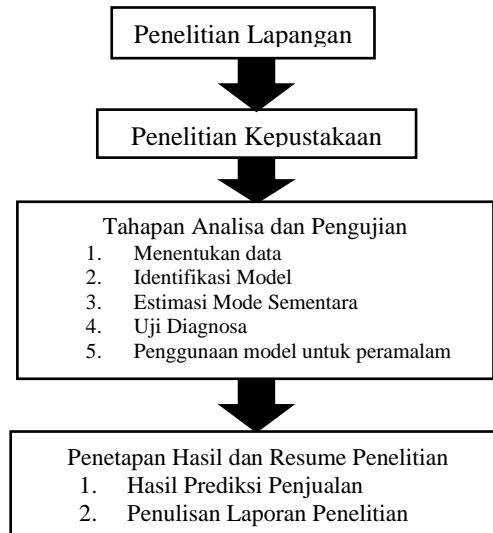 Penelitian Lapangan
Penelitian Kepustakaan
Tahapan Analisa dan Pengujian
1. Menentukan data
2. Identifikasi Model
3. Estimasi Mode Sementara
4. Uji Diagnosa
5. Penggunaan model untuk peramalam
Penetapan Hasil dan Resume Penelitian
1. Hasil Prediksi Penjualan
2. Penulisan Laporan Penelitian